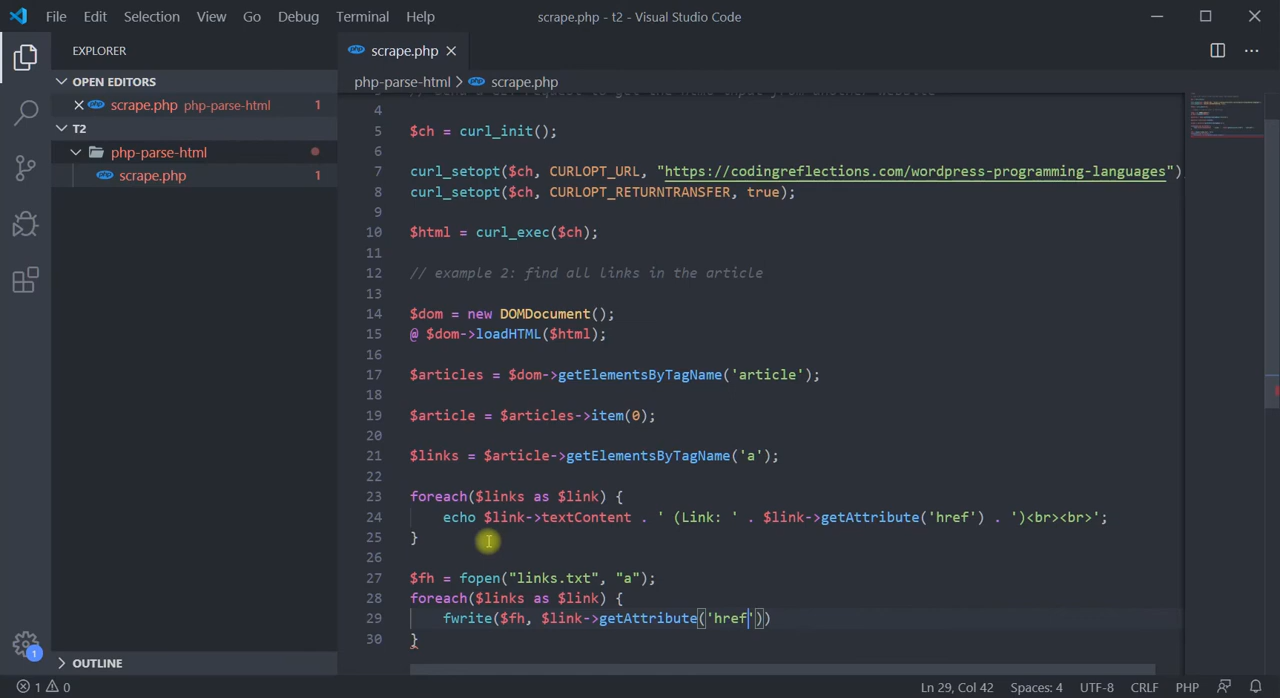 File Edit Selection View Go Debug Terminal Help scrape.php - t2 - Visual Studio Code
EXPLORER
OPEN EDITORS
scrape.php php-parse-html 1
T2
php-parse-html
scrape.php 1
OUTLINE
php scrape.php
php-parse-html > php scrape.php
4
5 $ch = curl_init();
6
7 curl_setopt($ch, CURLOPT_URL, "https://codingreflections.com/wordpress-programming-languages")
8 curl_setopt($ch, CURLOPT_RETURNTRANSFER, true);
9
10 $html = curl_exec($ch);
11
12 // example 2: find all links in the article
13
14 $dom = new DOMDocument();
15 @ $dom->loadHTML($html);
16
17 $articles = $dom->getElementsByTagName('article');
18
19 $article = $articles->item(0);
20
21 $links = $article->getElementsByTagName('a');
22
23 foreach($links as $link) {
24 echo $link->textContent . ' (Link: ' . $link->getAttribute('href') . ')<br><br>';
25 }
26
27 $fh = fopen("links.txt", "a");
28 foreach($links as $link) {
29 fwrite($fh, $link->getAttribute('href'))
30 }
1
1 0 Ln 29, Col 42 Spaces: 4 UTF-8 CRLF PHP